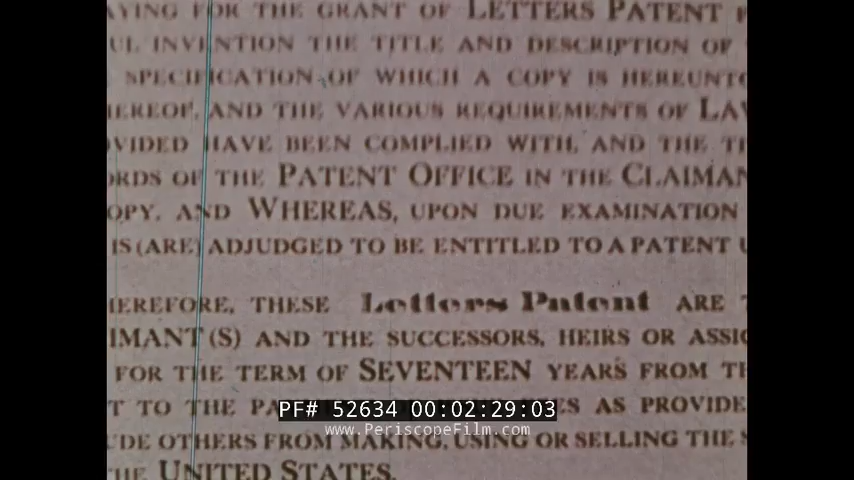 AYING FOR THE GRANT OF LETTERS PATENT
UL INVENTION THE TITLE AND DESCRIPTION OF
SPECIFICATION OF WHICH A COPY IS HEREUNTO
HEREOF, AND THE VARIOUS REQUIREMENTS OF LAW
OVIDED HAVE BEEN COMPLIED WITH, AND THE TI
ORDS OF THE PATENT OFFICE IN THE CLAIMAN
OPY, AND WHEREAS, UPON DUE EXAMINATION
IS (ARE) ADJUDGED TO BE ENTITLED TO A PATENT U
HEREFORE, THESE Letters Patent ARE T
IMANT(S) AND THE SUCCESSORS, HEIRS OR ASSIG
FOR THE TERM OF SEVENTEEN YEARS FROM TH
T TO THE PA ES AS PROVIDE
PF# 52634 00:02:29:03
www.PeriscopeFilm.com
UDE OTHERS FROM MAKING, USING OR SELLING THE S
THE UNITED STATES.